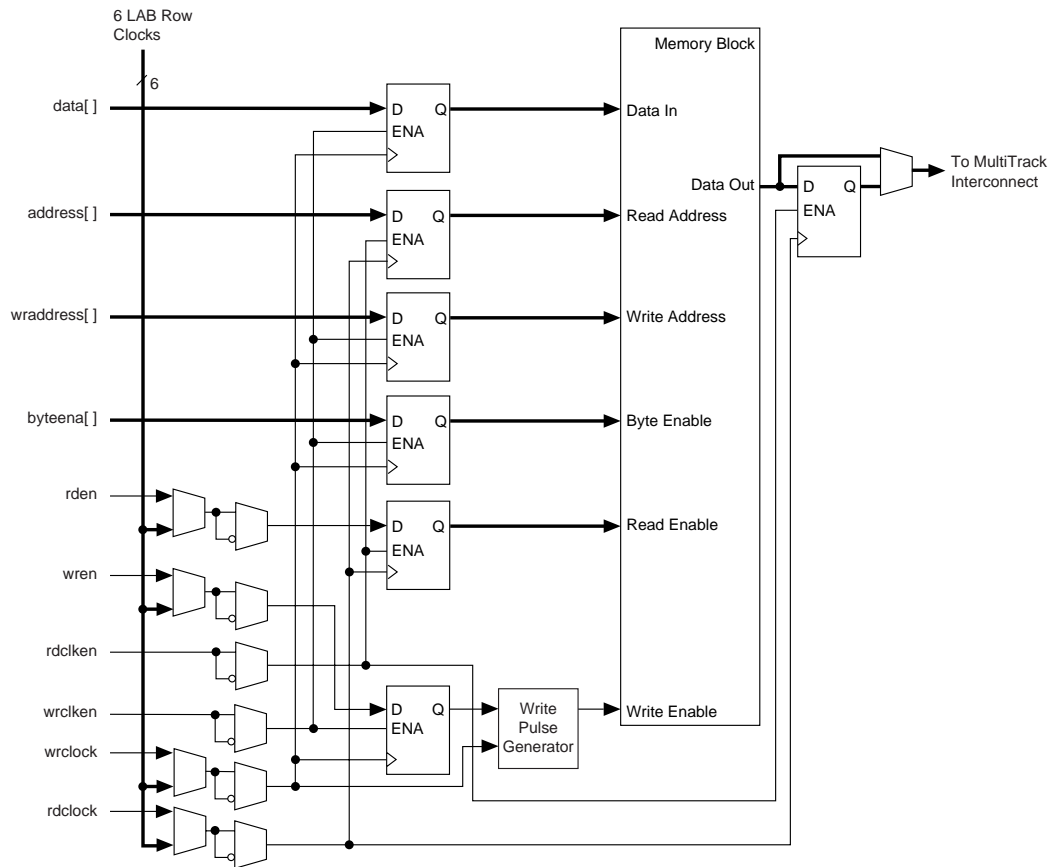 6 LAB Row
Clocks
6
Memory Block
data[ ]
D Q
ENA
Data In
To MultiTrack
Interconnect
Data Out
D Q
ENA
address[ ]
D Q
ENA
Read Address
wraddress[ ]
D Q
ENA
Write Address
byteena[ ]
D Q
ENA
Byte Enable
rden
D Q
ENA
Read Enable
wren
rdclken
wrclken
D Q
ENA
Write
Pulse
Generator
Write Enable
wrclock
rdclock